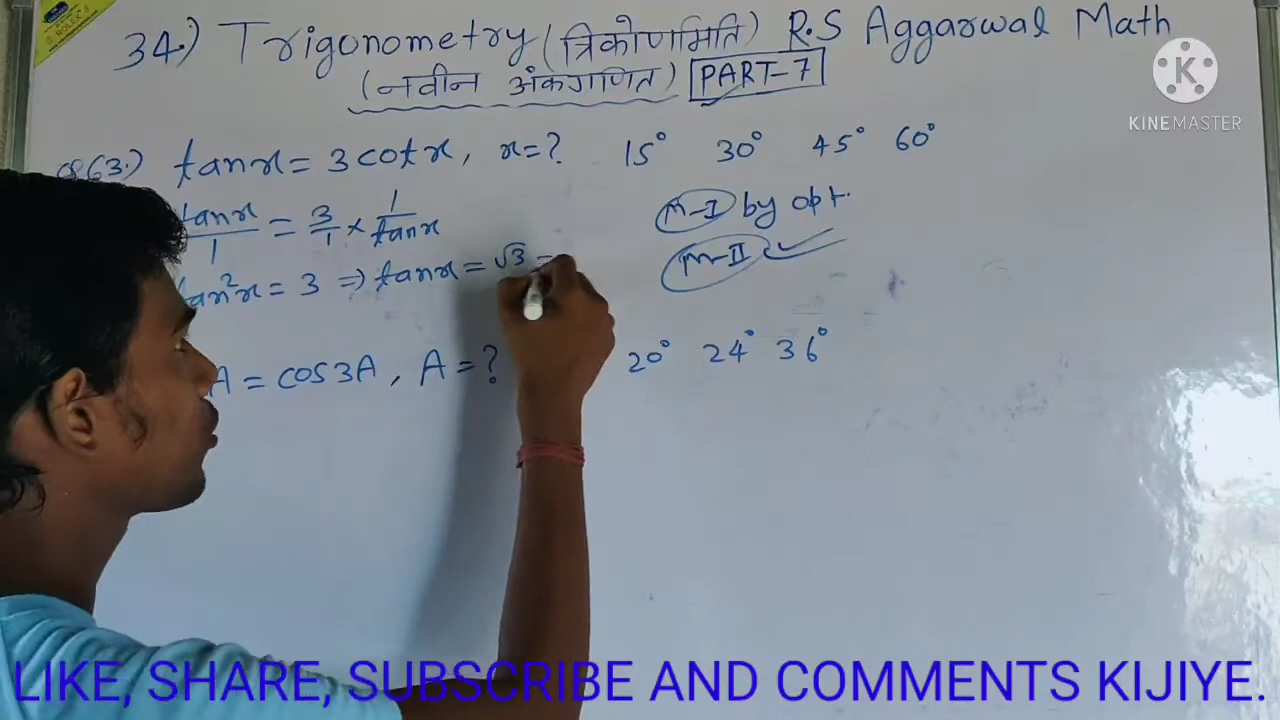 34.) Trigonometry (त्रिकोणमिति) R.S Aggarwal Math
(नवीन अंकगणित) PART-7
Q63.) tanx = 3 cotx, x=? 15° 30° 45° 60°
tanx/1 = 3/1 × 1/tanx
M-I by opt.
M-II ✓
tan²x = 3 ⇒ tanx = √3 =
A = cos3A, A=? 20° 24° 36°
KINEMASTER
LIKE, SHARE, SUBSCRIBE AND COMMENTS KIJIYE.